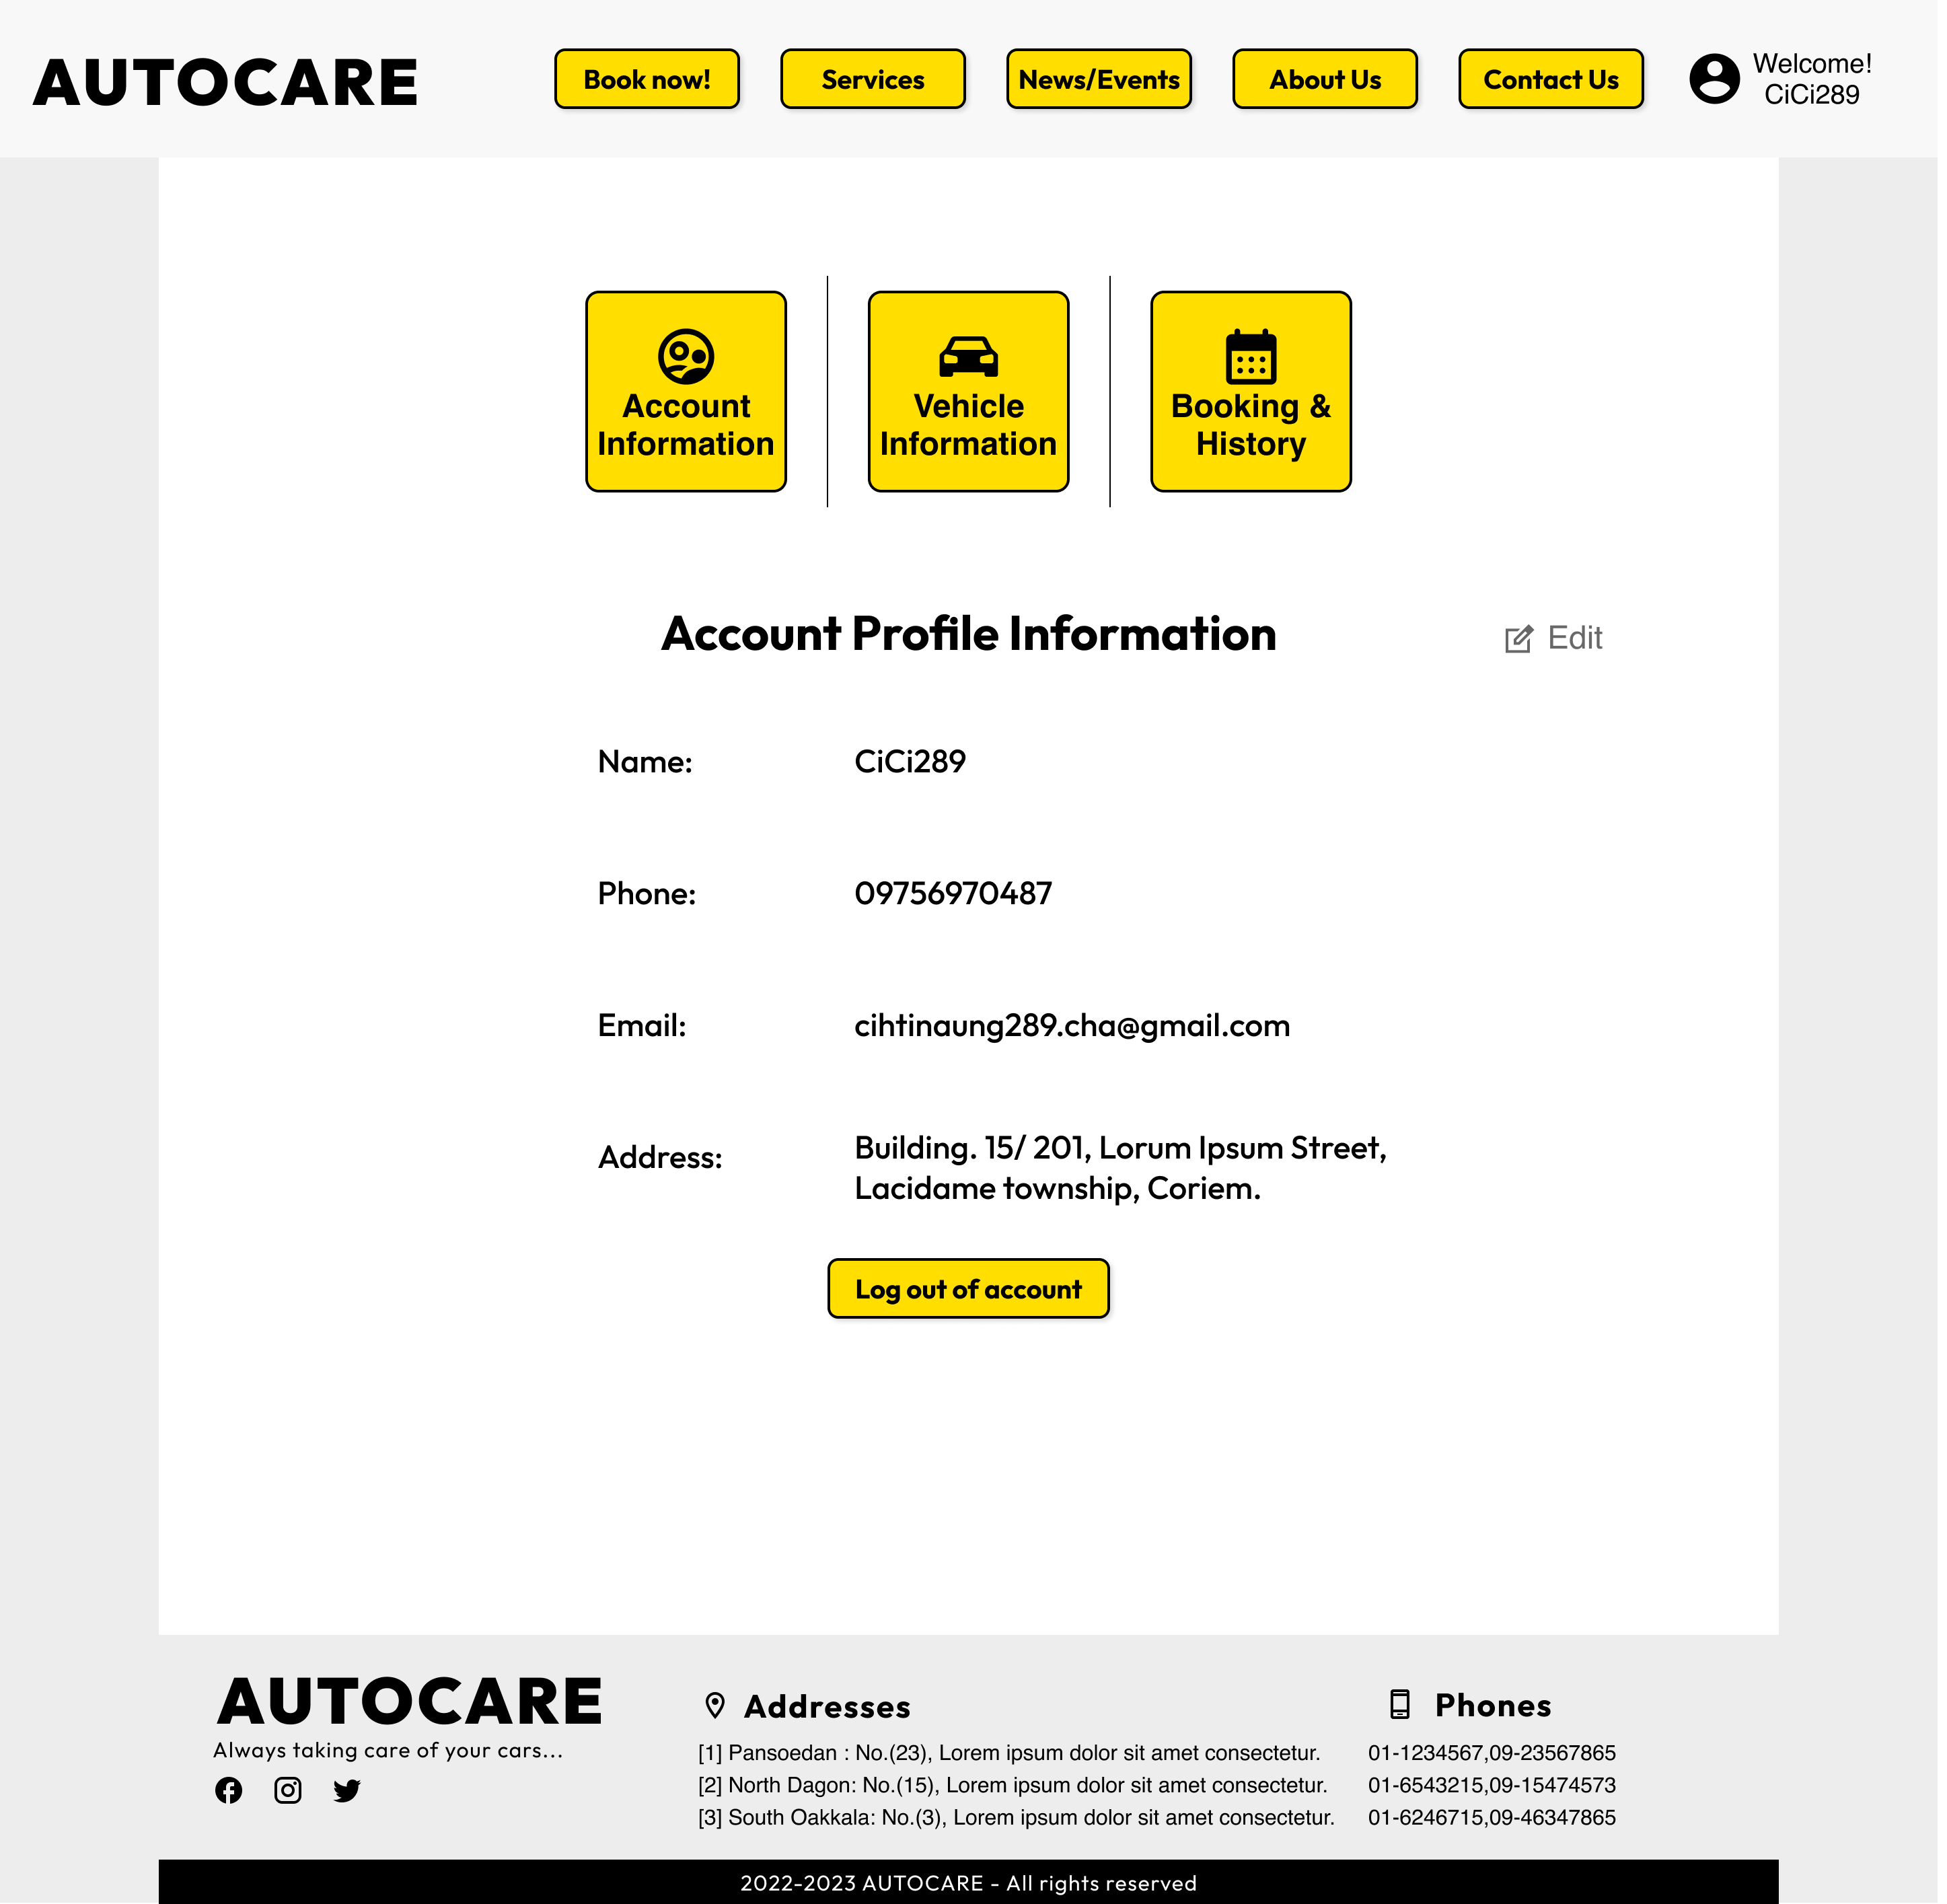 AUTOCARE
Book now!
Services
News/Events
About Us
Contact Us
Welcome!
CiCi289
Account
Information
Vehicle
Information
Booking &
History
Account Profile Information
Edit
Name:
CiCi289
Phone:
09756970487
Email:
cihtinaung289.cha@gmail.com
Address:
Building. 15/ 201, Lorum Ipsum Street,
Lacidame township, Coriem.
Log out of account
AUTOCARE
Always taking care of your cars...
Addresses
[1] Pansoedan : No.(23), Lorem ipsum dolor sit amet consectetur.
[2] North Dagon: No.(15), Lorem ipsum dolor sit amet consectetur.
[3] South Oakkala: No.(3), Lorem ipsum dolor sit amet consectetur.
Phones
01-1234567,09-23567865
01-6543215,09-15474573
01-6246715,09-46347865
2022-2023 AUTOCARE - All rights reserved